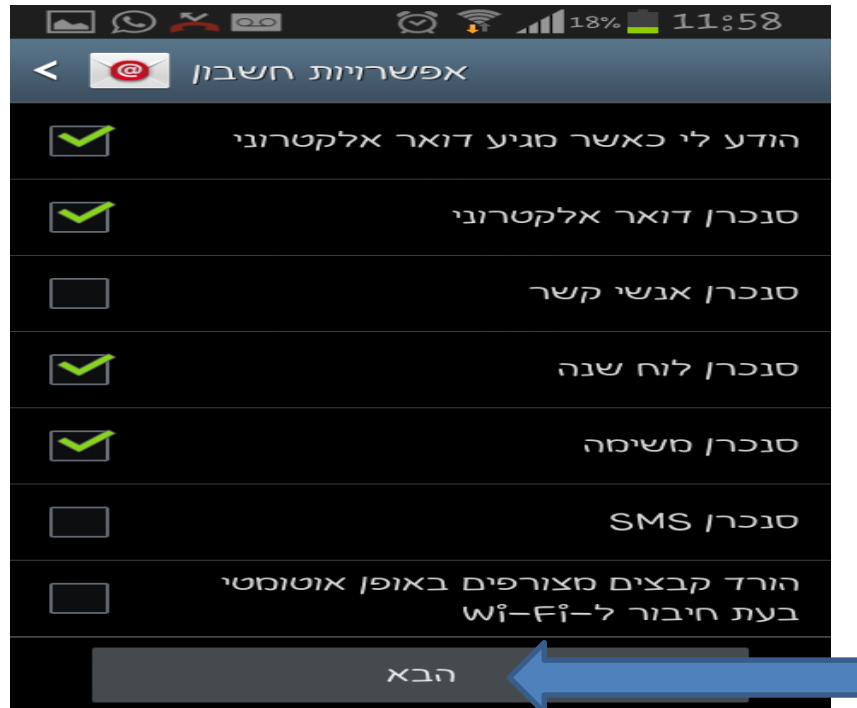 18% 11:58
אפשרויות חשבון
הודע לי כאשר מגיע דואר אלקטרוני
סנכרן דואר אלקטרוני
סנכרן אנשי קשר
סנכרן לוח שנה
סנכרן משימה
סנכרן SMS
הורד קבצים מצורפים באופן אוטומטי
בעת חיבור ל-Wi-Fi
הבא